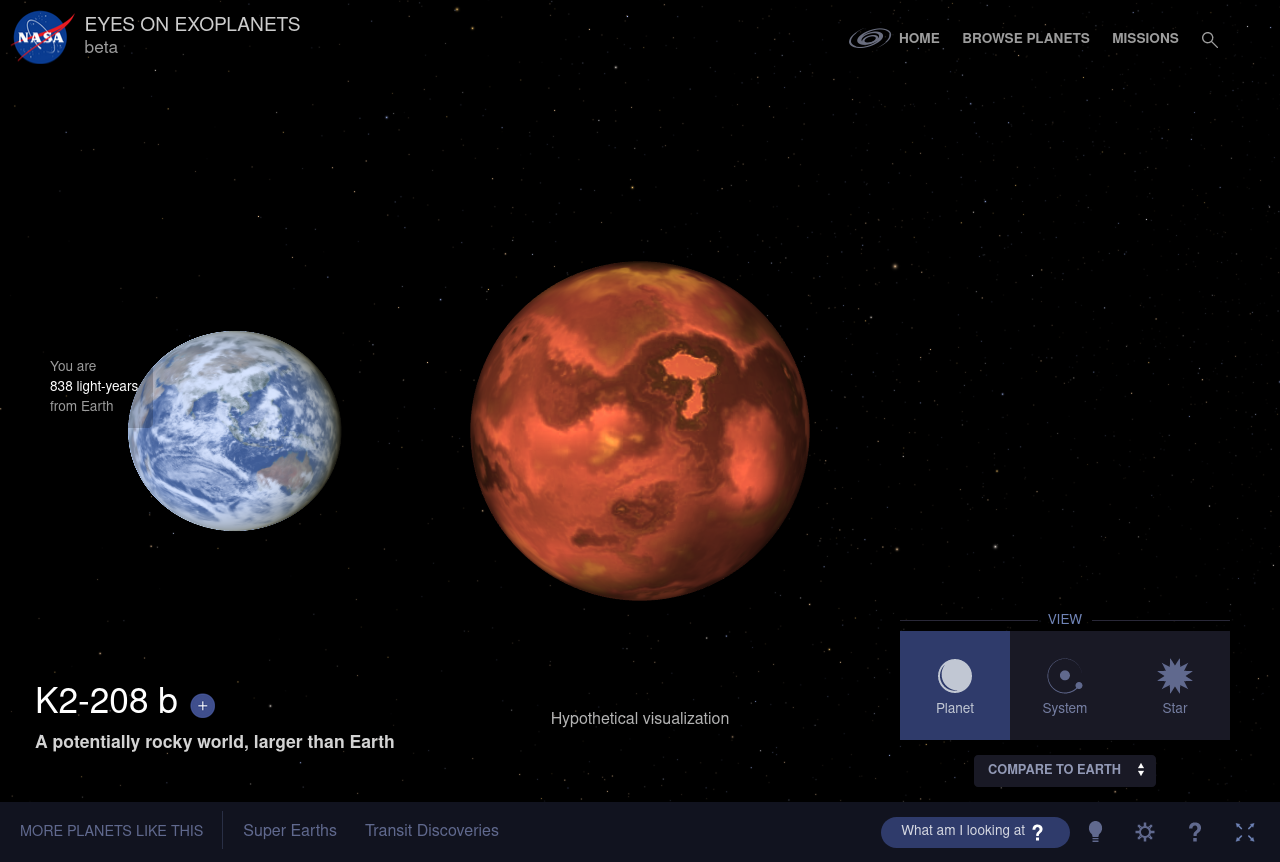 NASA
EYES ON EXOPLANETS
beta
HOME
BROWSE PLANETS
MISSIONS
You are
838 light-years
from Earth
K2-208 b +
A potentially rocky world, larger than Earth
Hypothetical visualization
VIEW
Planet
System
Star
COMPARE TO EARTH
MORE PLANETS LIKE THIS
Super Earths
Transit Discoveries
What am I looking at ?
?